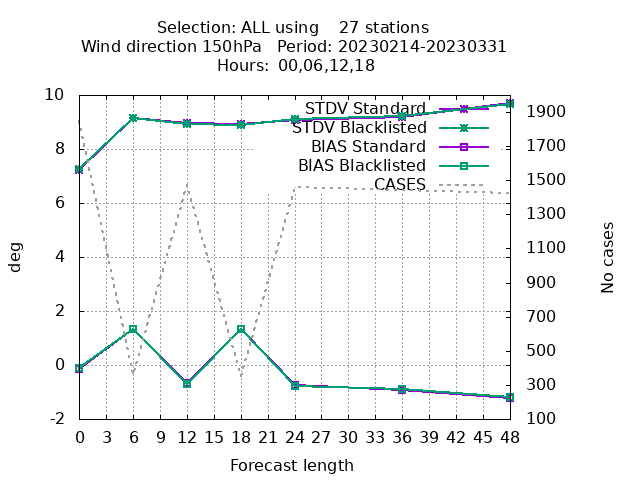 Selection: ALL using    27 stations
Wind direction 150hPa   Period: 20230214-20230331
Hours:  00,06,12,18
STDV Standard
STDV Blacklisted
BIAS Standard
BIAS Blacklisted
CASES
10
8
6
4
2
0
-2
deg
1900
1700
1500
1300
1100
900
700
500
300
100
No cases
0 3 6 9 12 15 18 21 24 27 30 33 36 39 42 45 48
Forecast length